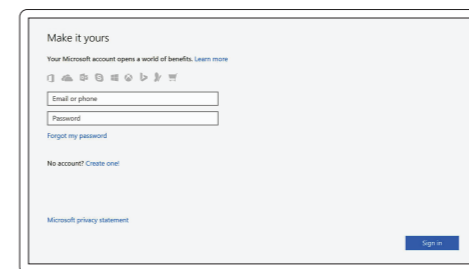 Make it yours
Your Microsoft account opens a world of benefits. Learn more
Email or phone
Password
Forgot my password
No account? Create one!
Microsoft privacy statement
Sign in